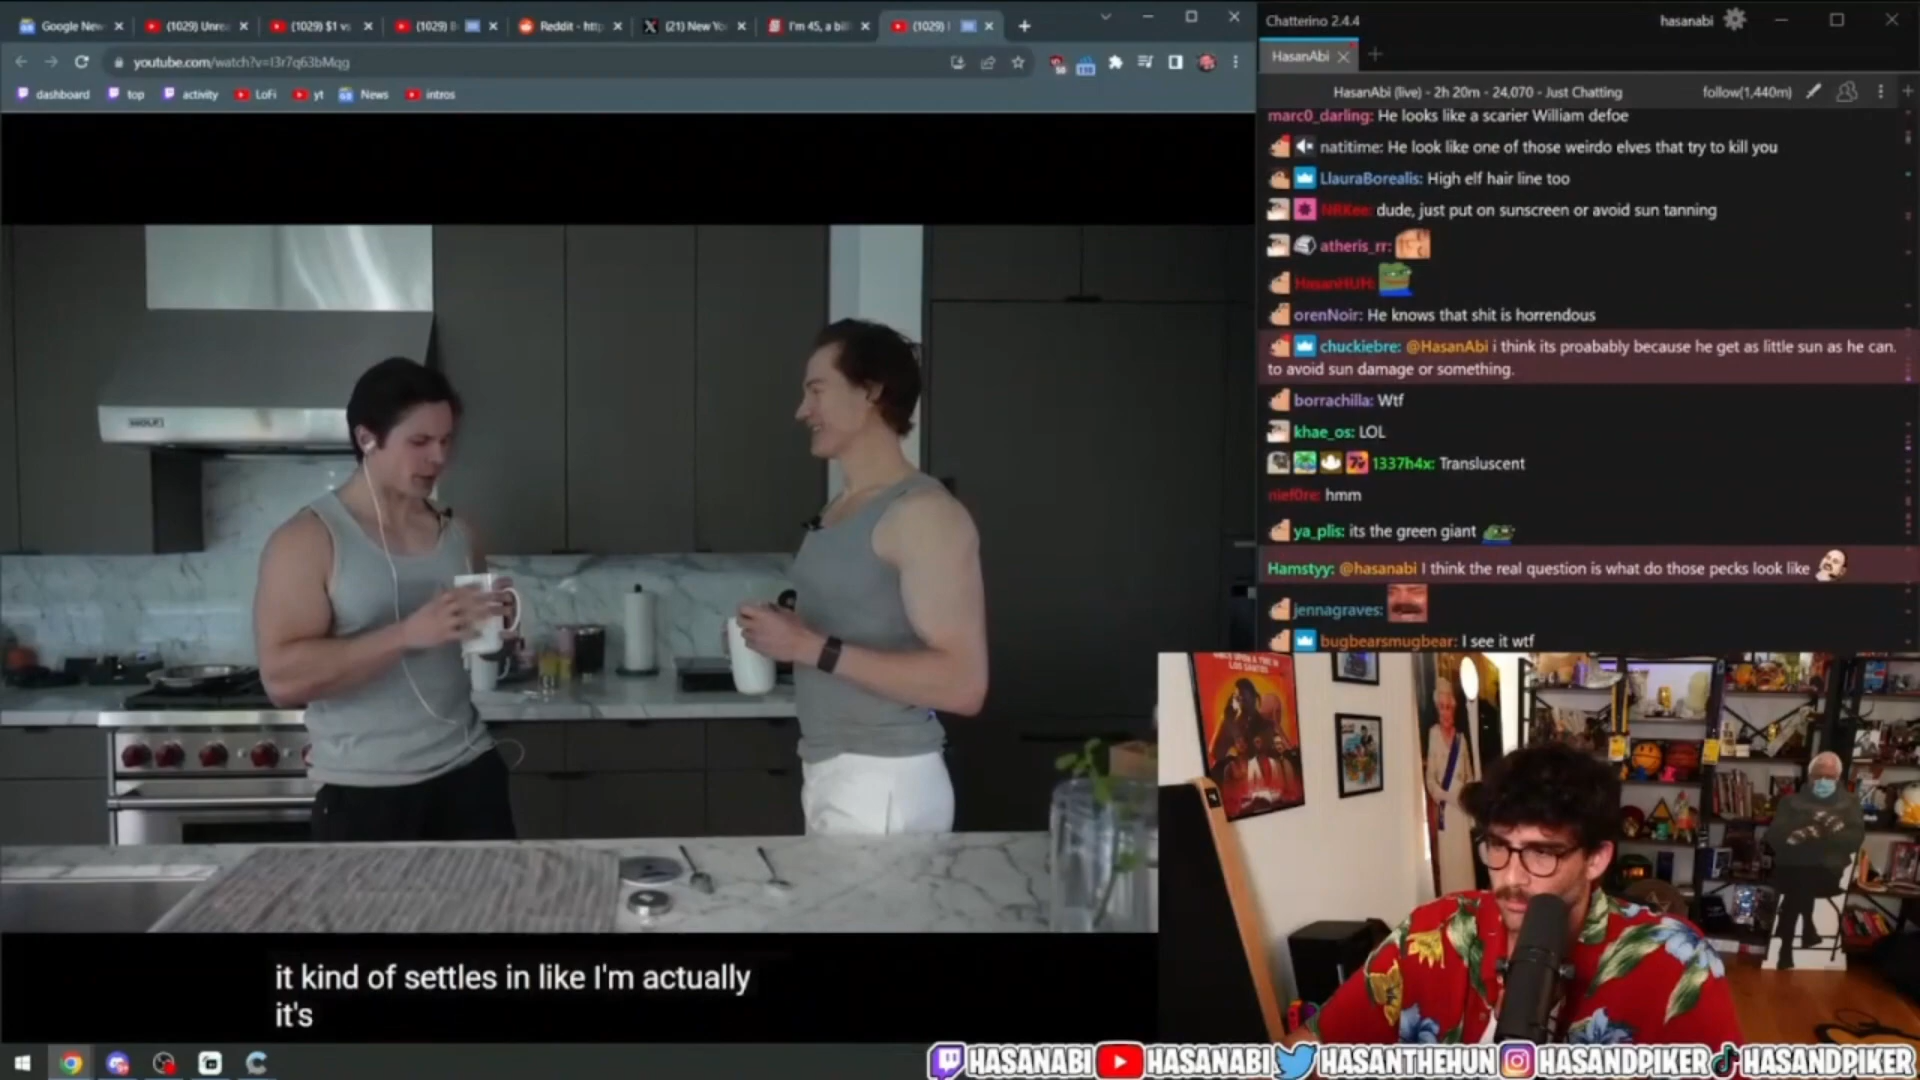 Google New
(1029) Unre
(1029) $1 vs
(1029)
Reddit - http
(21) New Yo
I'm 45, a bil
(1029)
youtube.com/watch?v=I3r7q63bMqg
dashboard
top
activity
LoFi
yt
News
intros
WOLF
it kind of settles in like I'm actually
it's
Chatterino 2.4.4
hasanabi
HasanAbi
HasanAbi (live) - 2h 20m - 24,070 - Just Chatting
follow(1,440m)
marc0_darling: He looks like a scarier William defoe
natitime: He look like one of those weirdo elves that try to kill you
LlauraBorealis: High elf hair line too
NRKee: dude, just put on sunscreen or avoid sun tanning
atheris_rr:
HasanHUH:
orenNoir: He knows that shit is horrendous
chuckiebre: @HasanAbi i think its proabably because he get as little sun as he can.
to avoid sun damage or something.
borrachilla: Wtf
khae_os: LOL
1337h4x: Transluscent
nief0re: hmm
ya_plis: its the green giant
Hamstyy: @hasanabi I think the real question is what do those pecks look like
jennagraves:
bugbearsmugbear: I see it wtf
LOS SANTOS
HASANABI
HASANABI
HASANTHEHUN
HASANDPIKER
HASANDPIKER